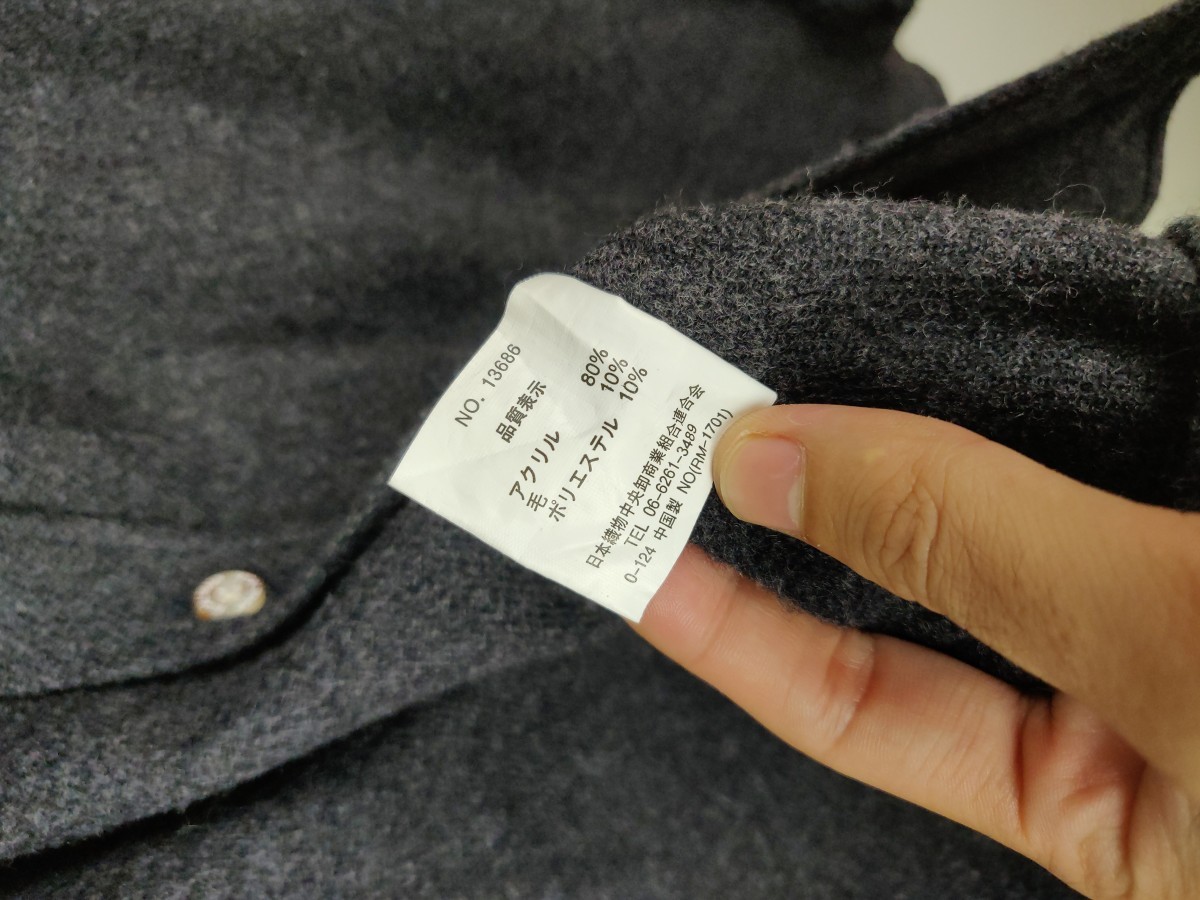 NO. 13686
品質表示
アクリル 80%
毛 10%
ポリエステル 10%
日本織物中央卸商業組合連合会
TEL 06-6261-3489
0-124 中国製 NO(RM-1701)